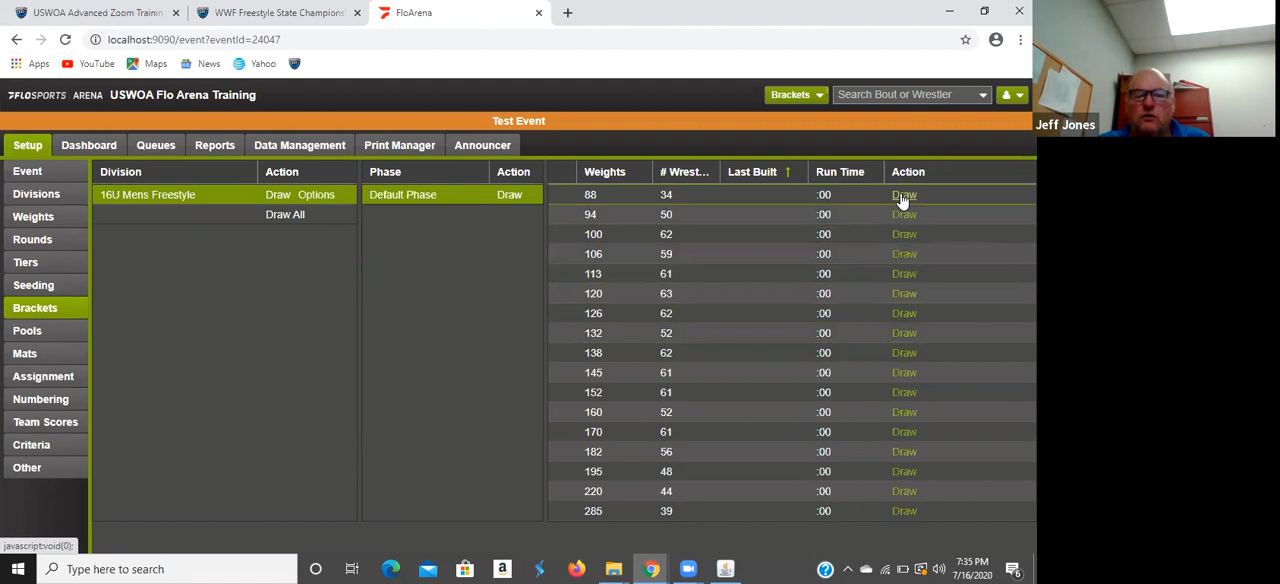 USWOA Advanced Zoom Trainin
WWF Freestyle State Champions
FloArena
localhost:9090/event?eventId=24047
Apps YouTube Maps News Yahoo
FLOSPORTS ARENA USWOA Flo Arena Training Brackets Search Bout or Wrestler
Jeff Jones
Test Event
Setup Dashboard Queues Reports Data Management Print Manager Announcer
Event
Divisions
Weights
Rounds
Tiers
Seeding
Brackets
Pools
Mats
Assignment
Numbering
Team Scores
Criteria
Other
Division Action Phase Action Weights # Wrest... Last Built Run Time Action
16U Mens Freestyle Draw Options Default Phase Draw 88 34 :00 Draw
Draw All 94 50 :00 Draw
100 62 :00 Draw
106 59 :00 Draw
113 61 :00 Draw
120 63 :00 Draw
126 62 :00 Draw
132 52 :00 Draw
138 62 :00 Draw
145 61 :00 Draw
152 61 :00 Draw
160 52 :00 Draw
170 61 :00 Draw
182 56 :00 Draw
195 48 :00 Draw
220 44 :00 Draw
285 39 :00 Draw
javascript:void(0);
Type here to search
7:35 PM
7/16/2020
6